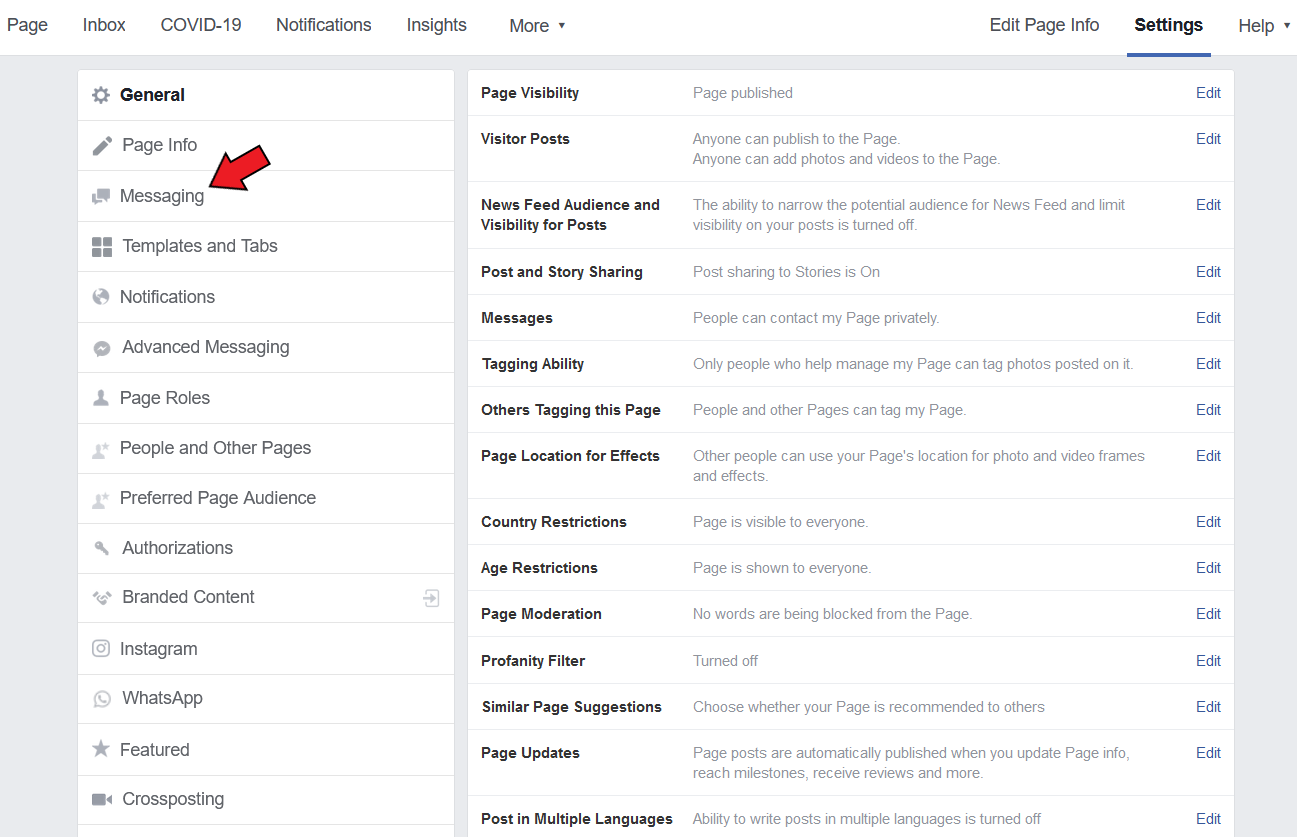 Page Inbox COVID-19 Notifications Insights More Edit Page Info Settings Help
General
Page Info
Messaging
Templates and Tabs
Notifications
Advanced Messaging
Page Roles
People and Other Pages
Preferred Page Audience
Authorizations
Branded Content
Instagram
WhatsApp
Featured
Crossposting
Page Visibility Page published Edit
Visitor Posts Anyone can publish to the Page. Edit
Anyone can add photos and videos to the Page.
News Feed Audience and The ability to narrow the potential audience for News Feed and limit Edit
Visibility for Posts visibility on your posts is turned off.
Post and Story Sharing Post sharing to Stories is On Edit
Messages People can contact my Page privately. Edit
Tagging Ability Only people who help manage my Page can tag photos posted on it. Edit
Others Tagging this Page People and other Pages can tag my Page. Edit
Page Location for Effects Other people can use your Page's location for photo and video frames Edit
and effects.
Country Restrictions Page is visible to everyone. Edit
Age Restrictions Page is shown to everyone. Edit
Page Moderation No words are being blocked from the Page. Edit
Profanity Filter Turned off Edit
Similar Page Suggestions Choose whether your Page is recommended to others Edit
Page Updates Page posts are automatically published when you update Page info, Edit
reach milestones, receive reviews and more.
Post in Multiple Languages Ability to write posts in multiple languages is turned off Edit